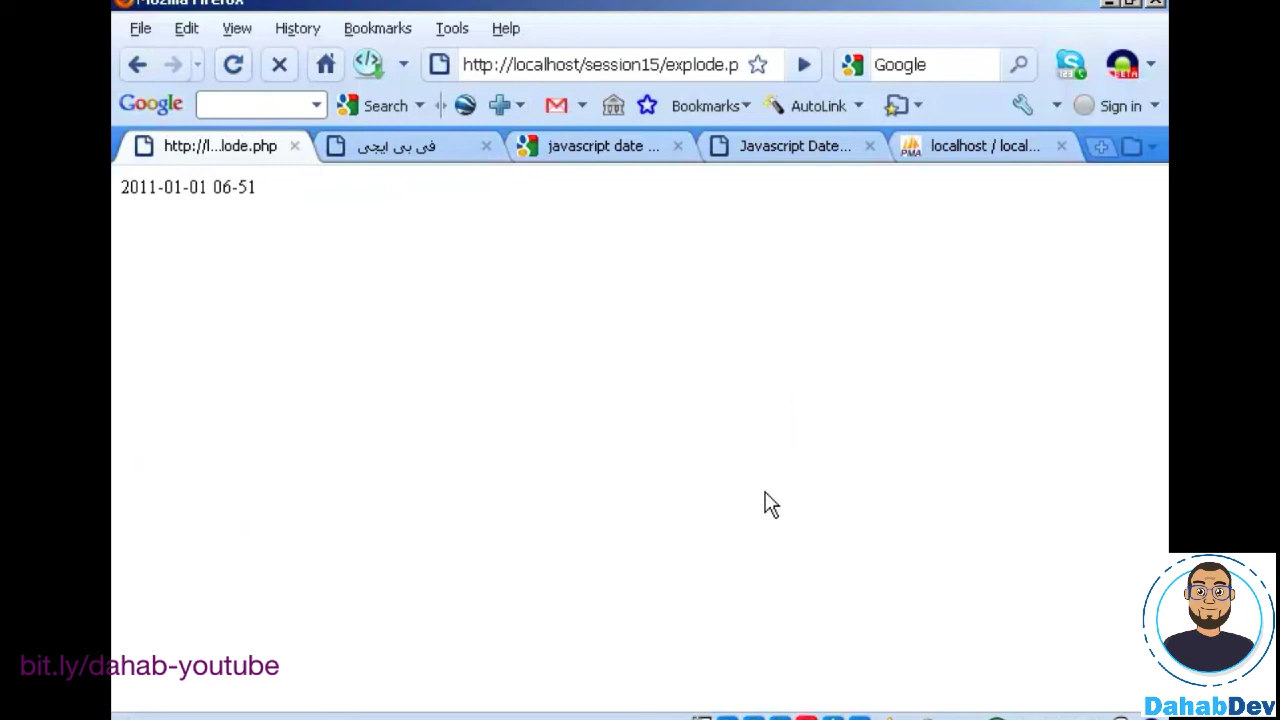 Mozilla Firefox
File Edit View History Bookmarks Tools Help
http://localhost/session15/explode.p Google
Google Search Bookmarks AutoLink Sign in
http://l...lode.php فى بى ايجى javascript date ... Javascript Date... localhost / local...
2011-01-01 06-51
bit.ly/dahab-youtube
DahabDev